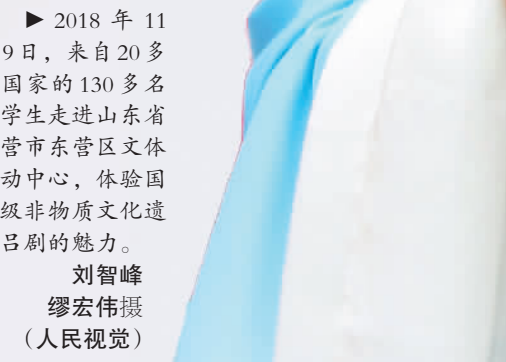 ▶ 2018 年 11
9日，来自20多
国家的130多名
学生走进山东省
营市东营区文体
动中心，体验国
级非物质文化遗
吕剧的魅力。
刘智峰
缪宏伟摄
（人民视觉）